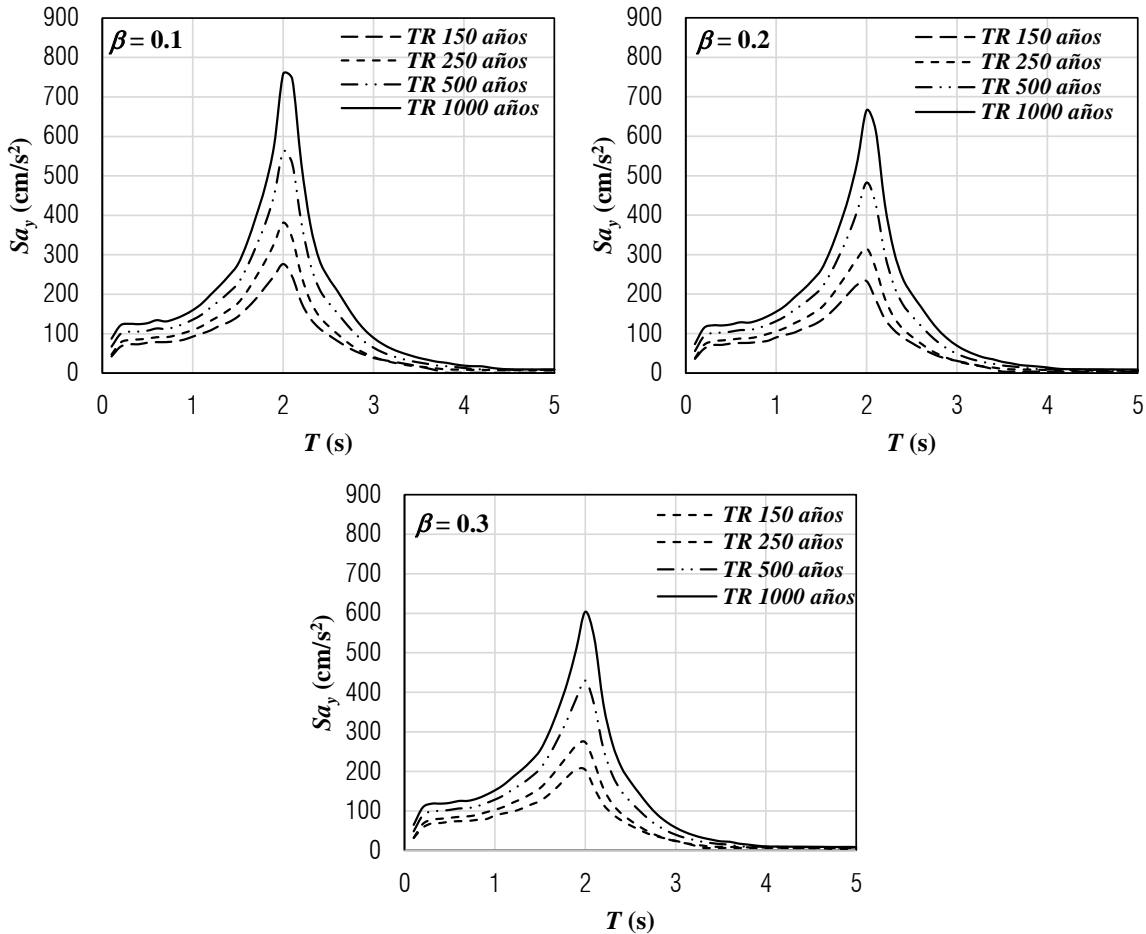 β = 0.1
TR 150 años
TR 250 años
TR 500 años
TR 1000 años
900
800
700
600
500
400
300
200
100
0
Sa_y (cm/s²)
0 1 2 3 4 5
T (s)
β = 0.2
TR 150 años
TR 250 años
TR 500 años
TR 1000 años
900
800
700
600
500
400
300
200
100
0
Sa_y (cm/s²)
0 1 2 3 4 5
T (s)
β = 0.3
TR 150 años
TR 250 años
TR 500 años
TR 1000 años
900
800
700
600
500
400
300
200
100
0
Sa_y (cm/s²)
0 1 2 3 4 5
T (s)